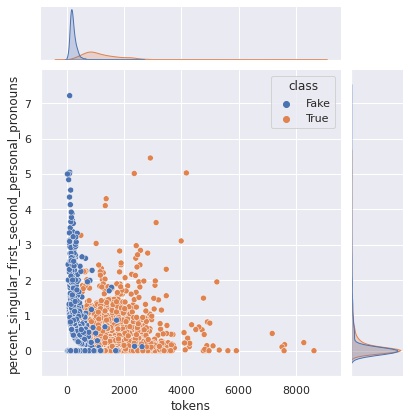 class
Fake
True
percent_singular_first_second_personal_pronouns
7
6
5
4
3
2
1
0
0 2000 4000 6000 8000
tokens